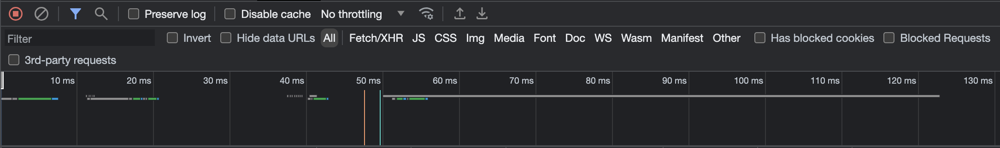 Preserve log Disable cache No throttling
Filter Invert Hide data URLs All Fetch/XHR JS CSS Img Media Font Doc WS Wasm Manifest Other Has blocked cookies Blocked Requests
3rd-party requests
10 ms 20 ms 30 ms 40 ms 50 ms 60 ms 70 ms 80 ms 90 ms 100 ms 110 ms 120 ms 130 ms